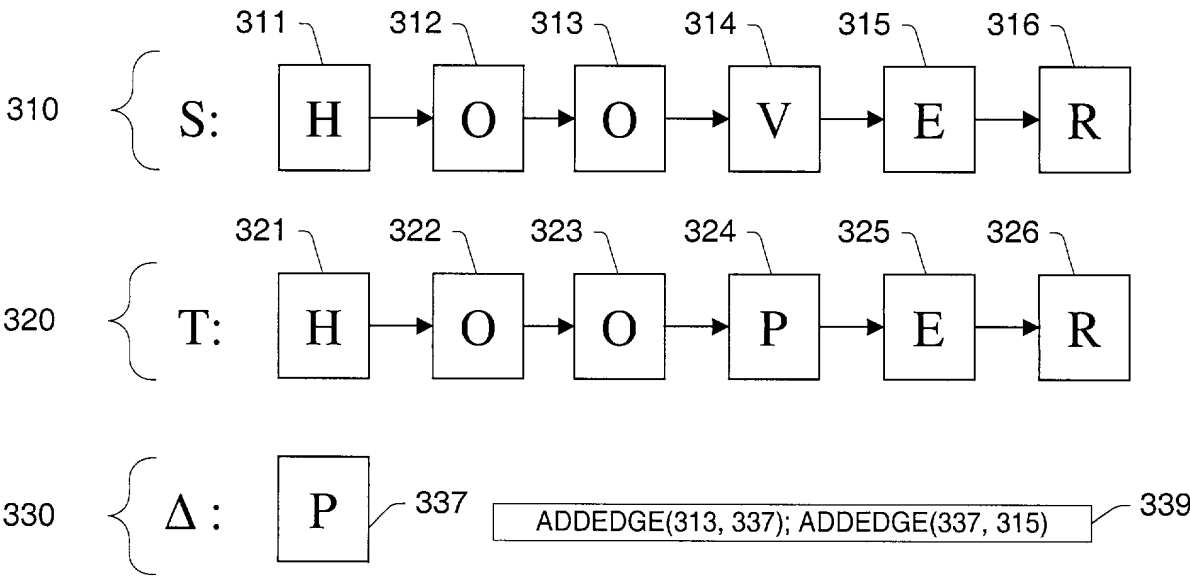 311 312 313 314 315 316
310 S: H O O V E R
321 322 323 324 325 326
320 T: H O O P E R
330 Δ : P 337 ADDEDGE(313, 337); ADDEDGE(337, 315) 339